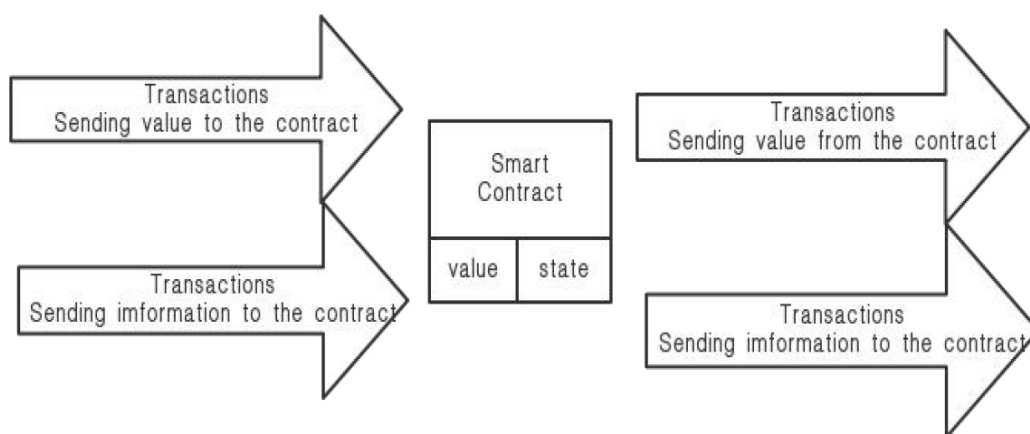 Transactions
Sending value to the contract
Transactions
Sending imformation to the contract
Smart
Contract
value
state
Transactions
Sending value from the contract
Transactions
Sending imformation to the contract